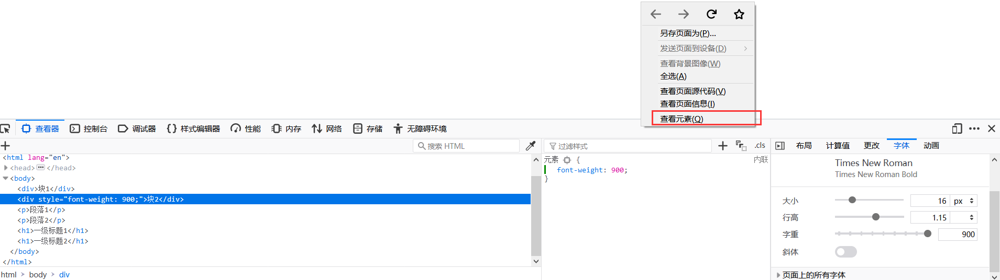 另存页面为(P)...
发送页面到设备(D)
查看背景图像(W)
全选(A)
查看页面源代码(V)
查看页面信息(I)
查看元素(Q)
查看器 控制台 调试器 样式编辑器 性能 内存 网络 存储 无障碍环境
搜索 HTML
<html lang="en">
<head> ··· </head>
<body>
<div>块1</div>
<div style="font-weight: 900;">块2</div>
<p>段落1</p>
<p>段落2</p>
<h1>一级标题1</h1>
<h1>一级标题2</h1>
</body>
</html>
html body div
过滤样式 .cls
元素 { 内联
font-weight: 900;
}
布局 计算值 更改 字体 动画
Times New Roman
Times New Roman Bold
大小 16 px
行高 1.15
字重 900
斜体
页面上的所有字体